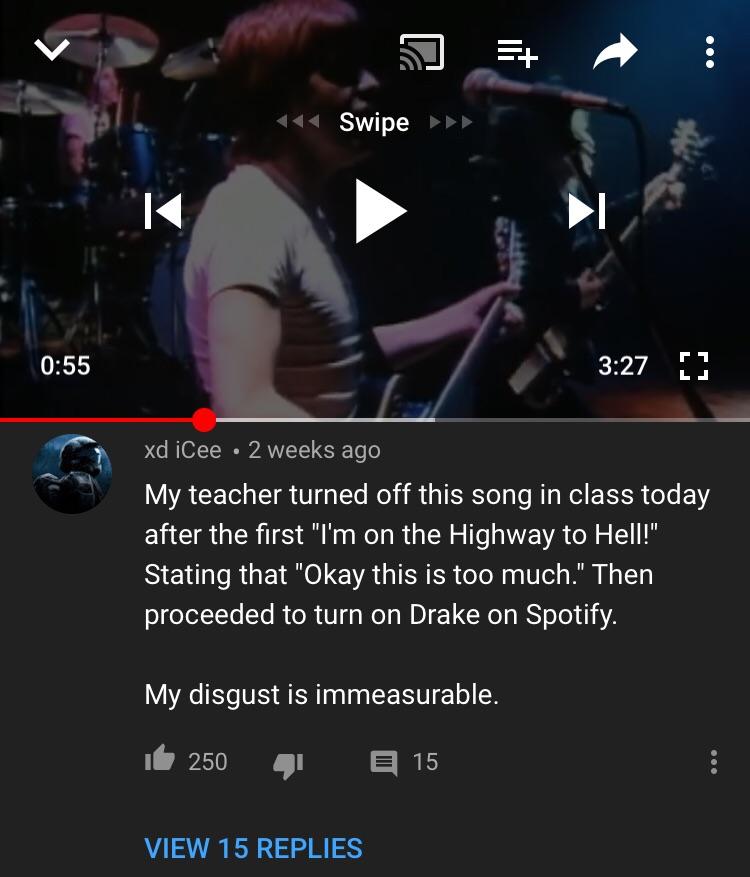 Swipe
0:55
3:27
xd iCee • 2 weeks ago
My teacher turned off this song in class today
after the first "I'm on the Highway to Hell!"
Stating that "Okay this is too much." Then
proceeded to turn on Drake on Spotify.
My disgust is immeasurable.
250
15
VIEW 15 REPLIES